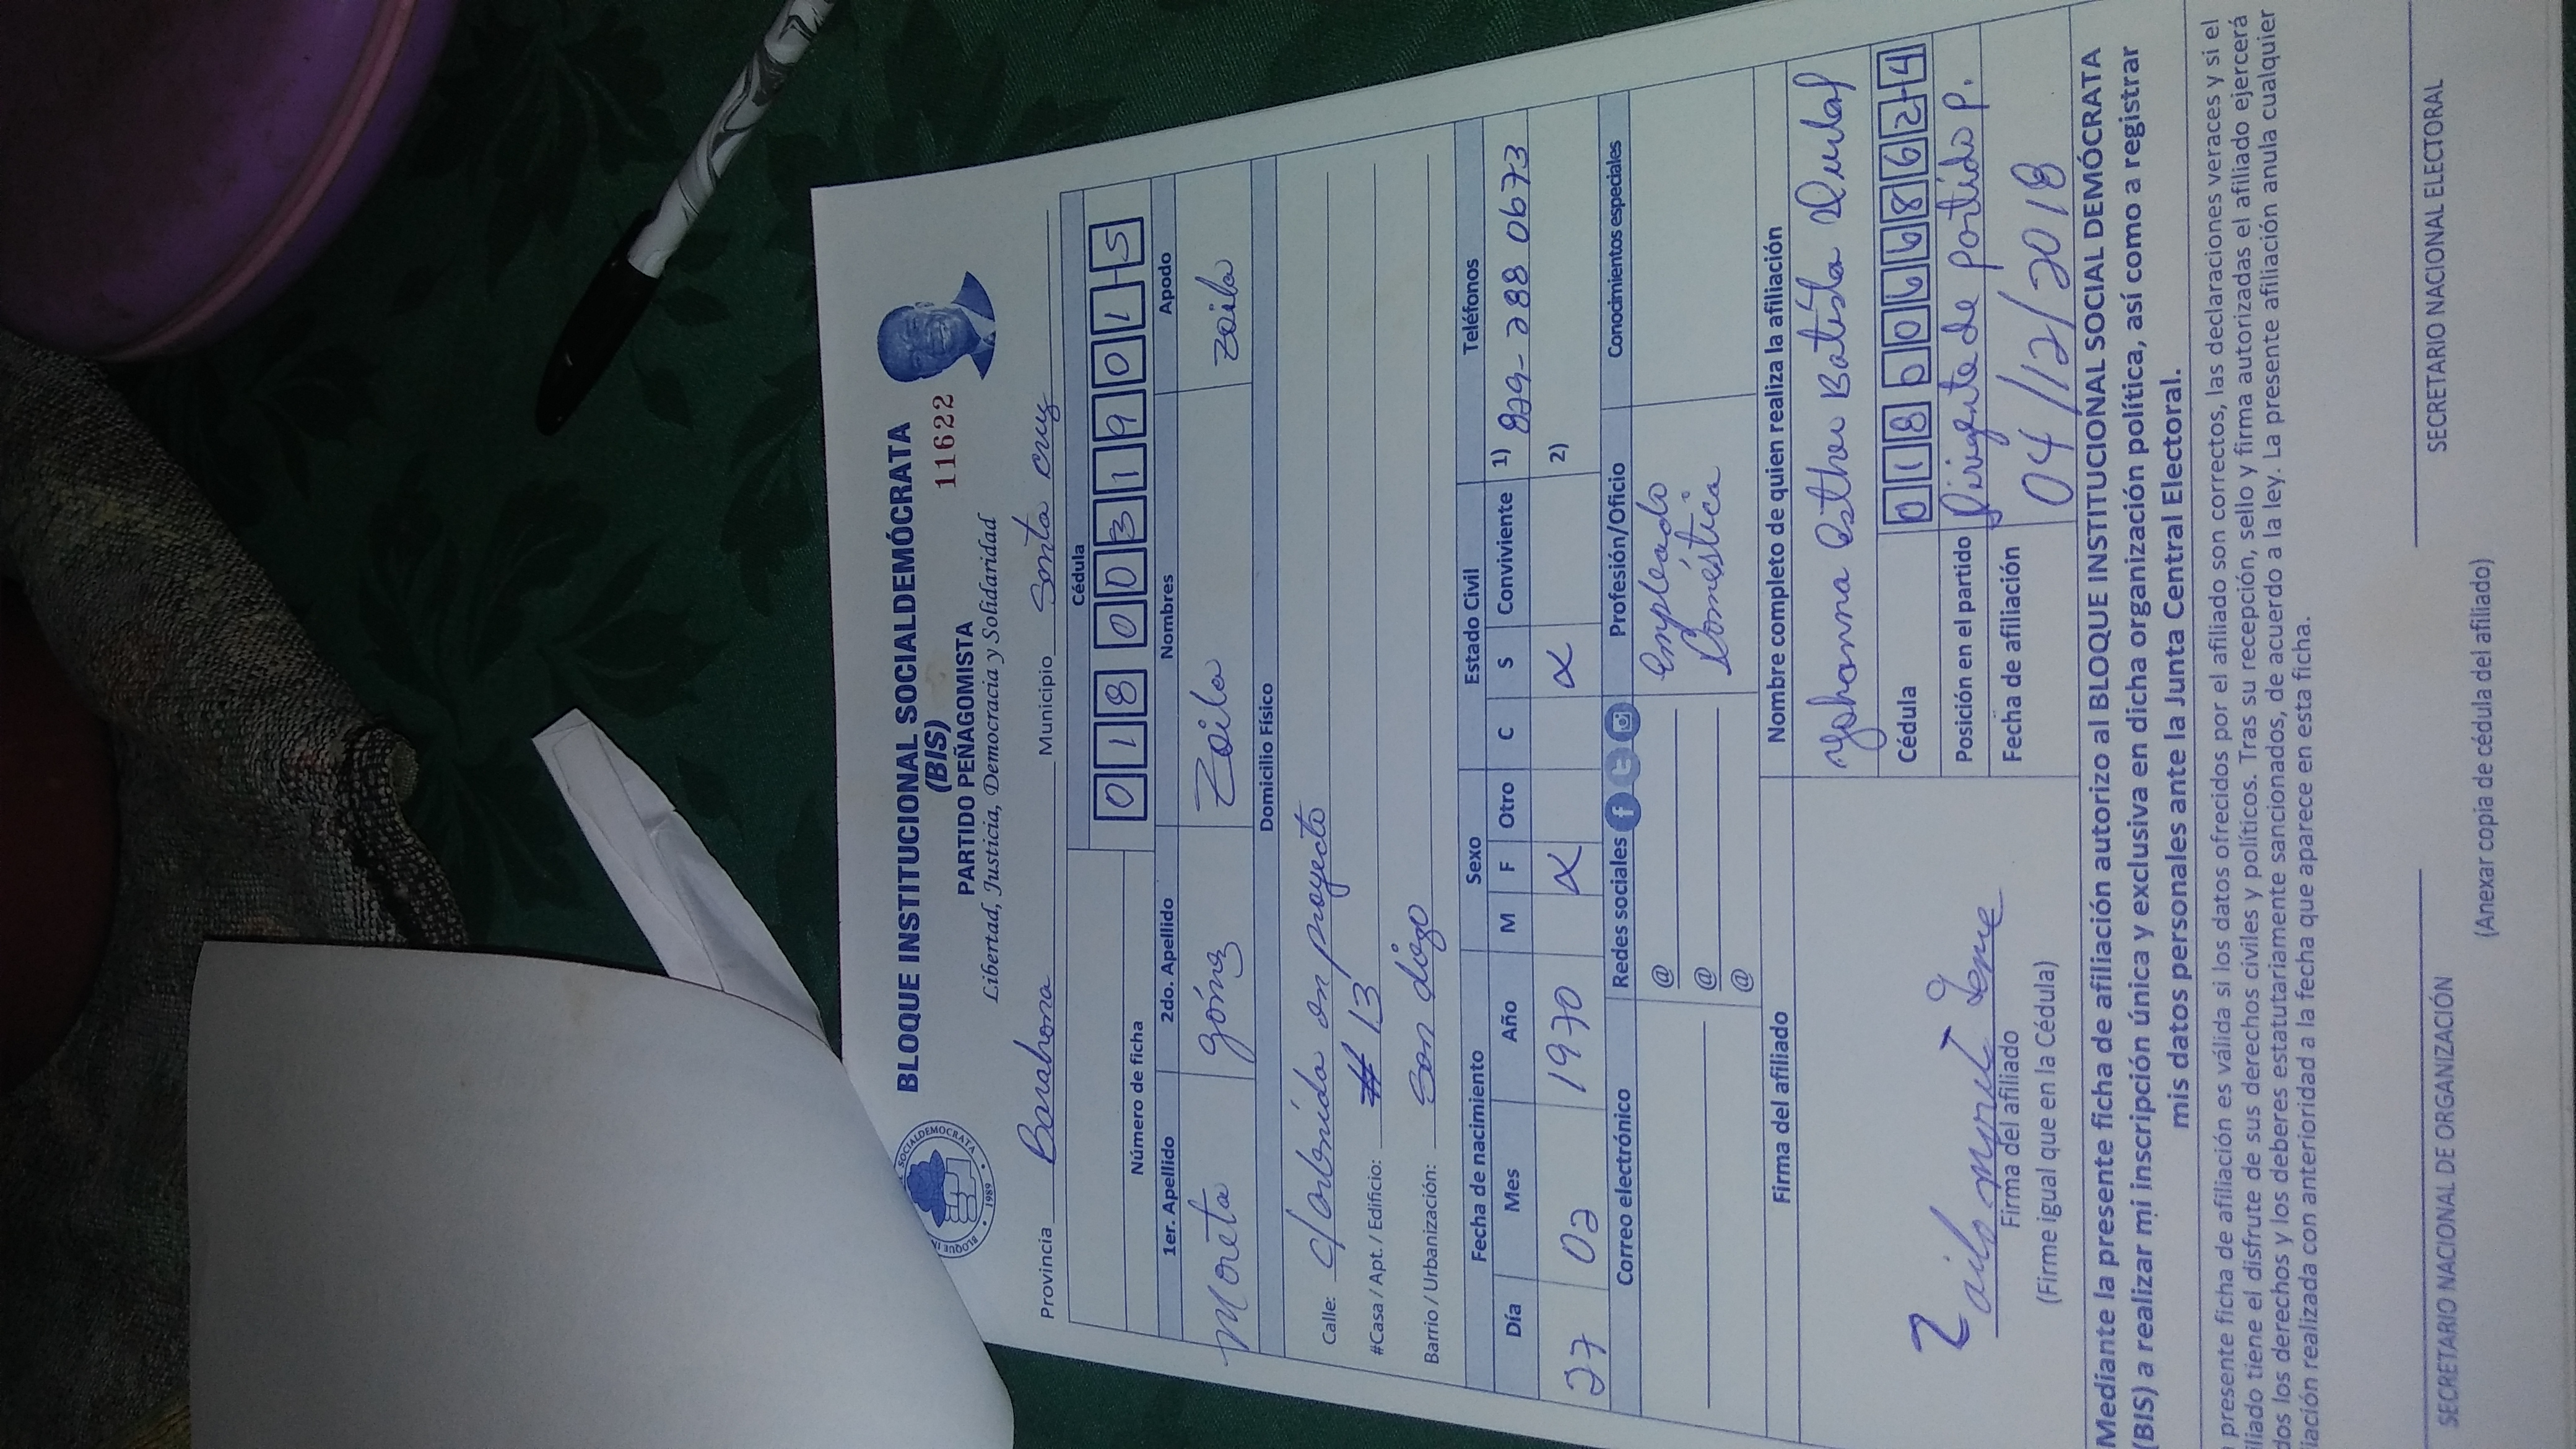 BLOQUE INSTITUCIONAL SOCIALDEMÓCRATA
(BIS)
PARTIDO PEÑAGOMISTA
11622
Libertad, Justicia, Democracia y Solidaridad
SOCIALDEMOCRATA
1989
Provincia Barahona Municipio Santa cruz
Número de ficha
Cédula
0 1 8 0 0 3 1 9 0 1 - 5
1er. Apellido 2do. Apellido Nombres Apodo
Moreta Zoila Zoila
Domicilio Físico
Calle: en proyecto
#Casa / Apt. / Edificio: # 13
Barrio / Urbanización: San diego
Fecha de nacimiento Sexo Estado Civil Teléfonos
Día Mes Año M F Otro C S Conviviente 1) 829-288 0673
27 02 1970 X X 2)
Correo electrónico Redes sociales Profesión/Oficio Conocimientos especiales
@ Empleado
@ Doméstica
@
Firma del afiliado Nombre completo de quien realiza la afiliación
Yohanna Esther Batista
Cédula 0 1 8 0 0 6 6 8 6 2 - 4
Posición en el partido Dirigente de partido P.
Fecha de afiliación 04/12/2018
Firma del afiliado
(Firme igual que en la Cédula)
Mediante la presente ficha de afiliación autorizo al BLOQUE INSTITUCIONAL SOCIAL DEMÓCRATA
(BIS) a realizar mi inscripción única y exclusiva en dicha organización política, así como a registrar
mis datos personales ante la Junta Central Electoral.
presente ficha de afiliación es válida si los datos ofrecidos por el afiliado son correctos, las declaraciones veraces y si el
iliado tiene el disfrute de sus derechos civiles y políticos. Tras su recepción, sello y firma autorizadas el afiliado ejercerá
dos los derechos y los deberes estatutariamente sancionados, de acuerdo a la ley. La presente afiliación anula cualquier
iación realizada con anterioridad a la fecha que aparece en esta ficha.
SECRETARIO NACIONAL DE ORGANIZACIÓN SECRETARIO NACIONAL ELECTORAL
(Anexar copia de cédula del afiliado)